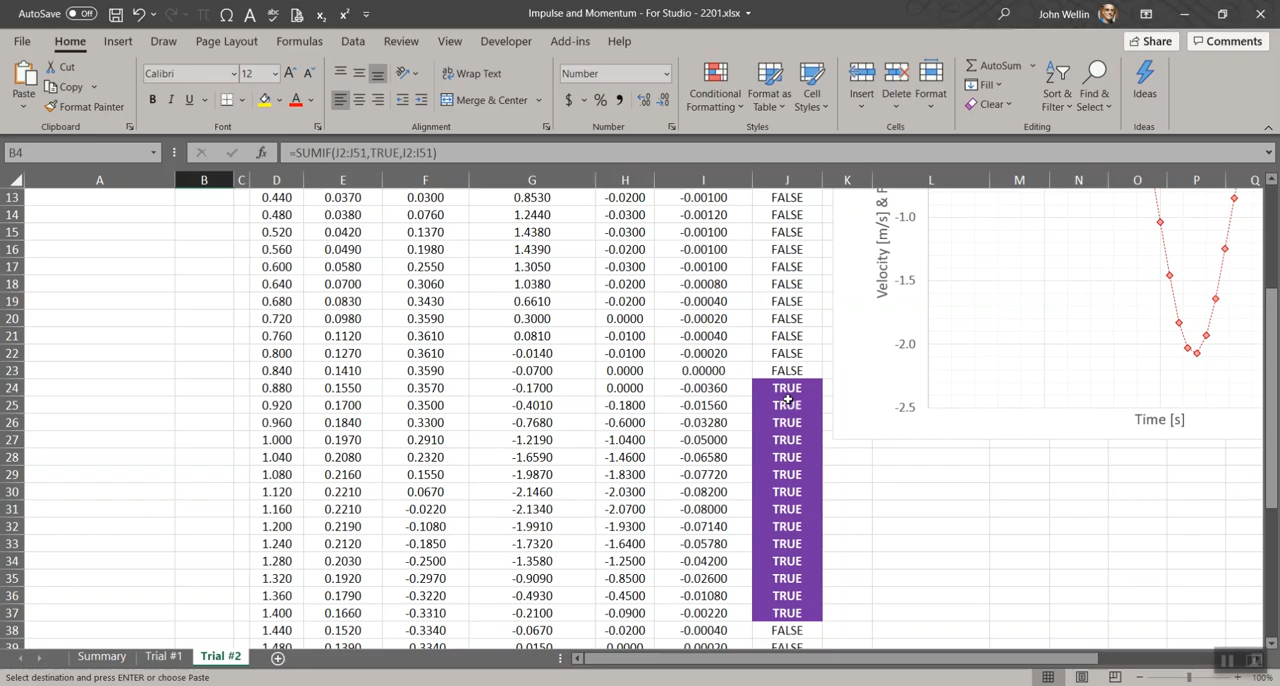 AutoSave Off
Impulse and Momentum - For Studio - 2201.xlsx
John Wellin
File Home Insert Draw Page Layout Formulas Data Review View Developer Add-ins Help
Share Comments
Paste
Cut
Copy
Format Painter
Calibri 12
B I U
Wrap Text
Merge & Center
Number
$ % ,
Conditional Formatting
Format as Table
Cell Styles
Insert Delete Format
AutoSum
Fill
Clear
Sort & Filter
Find & Select
Ideas
Clipboard Font Alignment Number Styles Cells Editing Ideas
B4 fx =SUMIF(J2:J51,TRUE,I2:I51)
A B C D E F G H I J K L M N O P Q
13 0.440 0.0370 0.0300 0.8530 -0.0200 -0.00100 FALSE
14 0.480 0.0380 0.0760 1.2440 -0.0300 -0.00120 FALSE
15 0.520 0.0420 0.1370 1.4380 -0.0300 -0.00100 FALSE
16 0.560 0.0490 0.1980 1.4390 -0.0200 -0.00100 FALSE
17 0.600 0.0580 0.2550 1.3050 -0.0300 -0.00100 FALSE
18 0.640 0.0700 0.3060 1.0380 -0.0200 -0.00080 FALSE
19 0.680 0.0830 0.3430 0.6610 -0.0200 -0.00040 FALSE
20 0.720 0.0980 0.3590 0.3000 0.0000 -0.00020 FALSE
21 0.760 0.1120 0.3610 0.0810 -0.0100 -0.00040 FALSE
22 0.800 0.1270 0.3610 -0.0140 -0.0100 -0.00020 FALSE
23 0.840 0.1410 0.3590 -0.0700 0.0000 0.00000 FALSE
24 0.880 0.1550 0.3570 -0.1700 0.0000 -0.00360 TRUE
25 0.920 0.1700 0.3500 -0.4010 -0.1800 -0.01560 TRUE
26 0.960 0.1840 0.3300 -0.7680 -0.6000 -0.03280 TRUE
27 1.000 0.1970 0.2910 -1.2190 -1.0400 -0.05000 TRUE
28 1.040 0.2080 0.2320 -1.6590 -1.4600 -0.06580 TRUE
29 1.080 0.2160 0.1550 -1.9870 -1.8300 -0.07720 TRUE
30 1.120 0.2210 0.0670 -2.1460 -2.0300 -0.08200 TRUE
31 1.160 0.2210 -0.0220 -2.1340 -2.0700 -0.08000 TRUE
32 1.200 0.2190 -0.1080 -1.9910 -1.9300 -0.07140 TRUE
33 1.240 0.2120 -0.1850 -1.7320 -1.6400 -0.05780 TRUE
34 1.280 0.2030 -0.2500 -1.3580 -1.2500 -0.04200 TRUE
35 1.320 0.1920 -0.2970 -0.9090 -0.8500 -0.02600 TRUE
36 1.360 0.1790 -0.3220 -0.4930 -0.4500 -0.01080 TRUE
37 1.400 0.1660 -0.3310 -0.2100 -0.0900 -0.00220 TRUE
38 1.440 0.1520 -0.3340 -0.0670 -0.0200 -0.00040 FALSE
39 1.480 0.1390 -0.3340 -0.0150 -0.0200 -0.00020 FALSE
Velocity [m/s] & F
-1.0
-1.5
-2.0
-2.5
Time [s]
Summary Trial #1 Trial #2
Select destination and press ENTER or choose Paste
100%